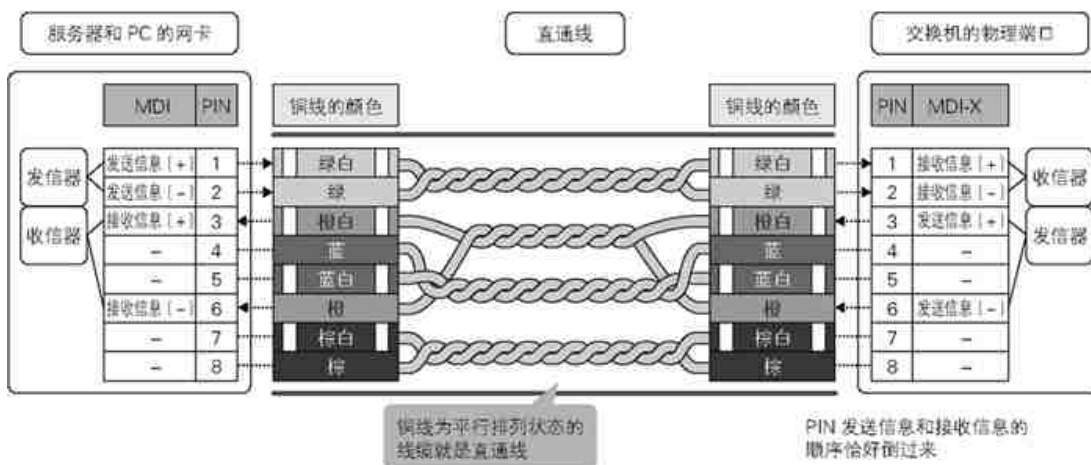 服务器和 PC 的网卡
直通线
交换机的物理端口
MDI PIN
铜线的颜色
铜线的颜色
PIN MDI-X
发信器
收信器
发送信息（+） 1
发送信息（-） 2
接收信息（+） 3
- 4
- 5
接收信息（-） 6
- 7
- 8
绿白
绿
橙白
蓝
蓝白
橙
棕白
棕
绿白
绿
橙白
蓝
蓝白
橙
棕白
棕
1 接收信息（+）
2 接收信息（-）
3 发送信息（+）
4 -
5 -
6 发送信息（-）
7 -
8 -
收信器
发信器
铜线为平行排列状态的
线缆就是直通线
PIN 发送信息和接收信息的
顺序恰好倒过来